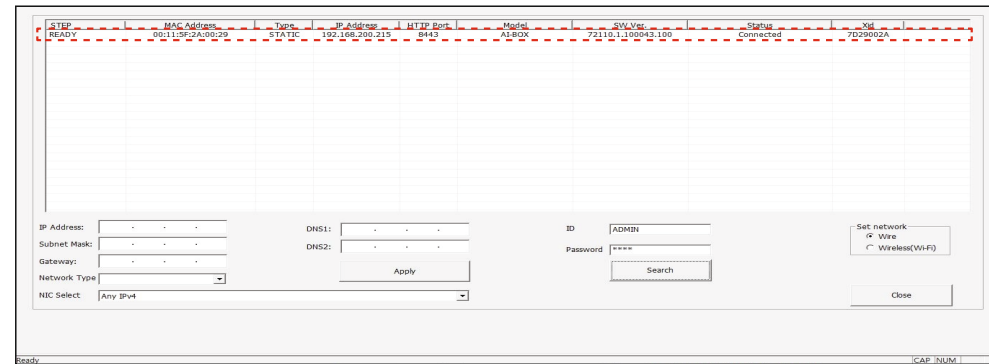 STEP MAC Address Type IP Address HTTP Port Model SW Ver. Status Xid
READY 00:11:5F:2A:00:29 STATIC 192.168.200.215 8443 AI-BOX 72110.1.100043.100 Connected 7D29002A
IP Address: . . .
Subnet Mask: . . .
Gateway: . . .
Network Type
NIC Select Any IPv4
DNS1: . . .
DNS2: . . .
Apply
ID ADMIN
Password ****
Search
Set network
Wire
Wireless(Wi-Fi)
Close
Ready CAP NUM